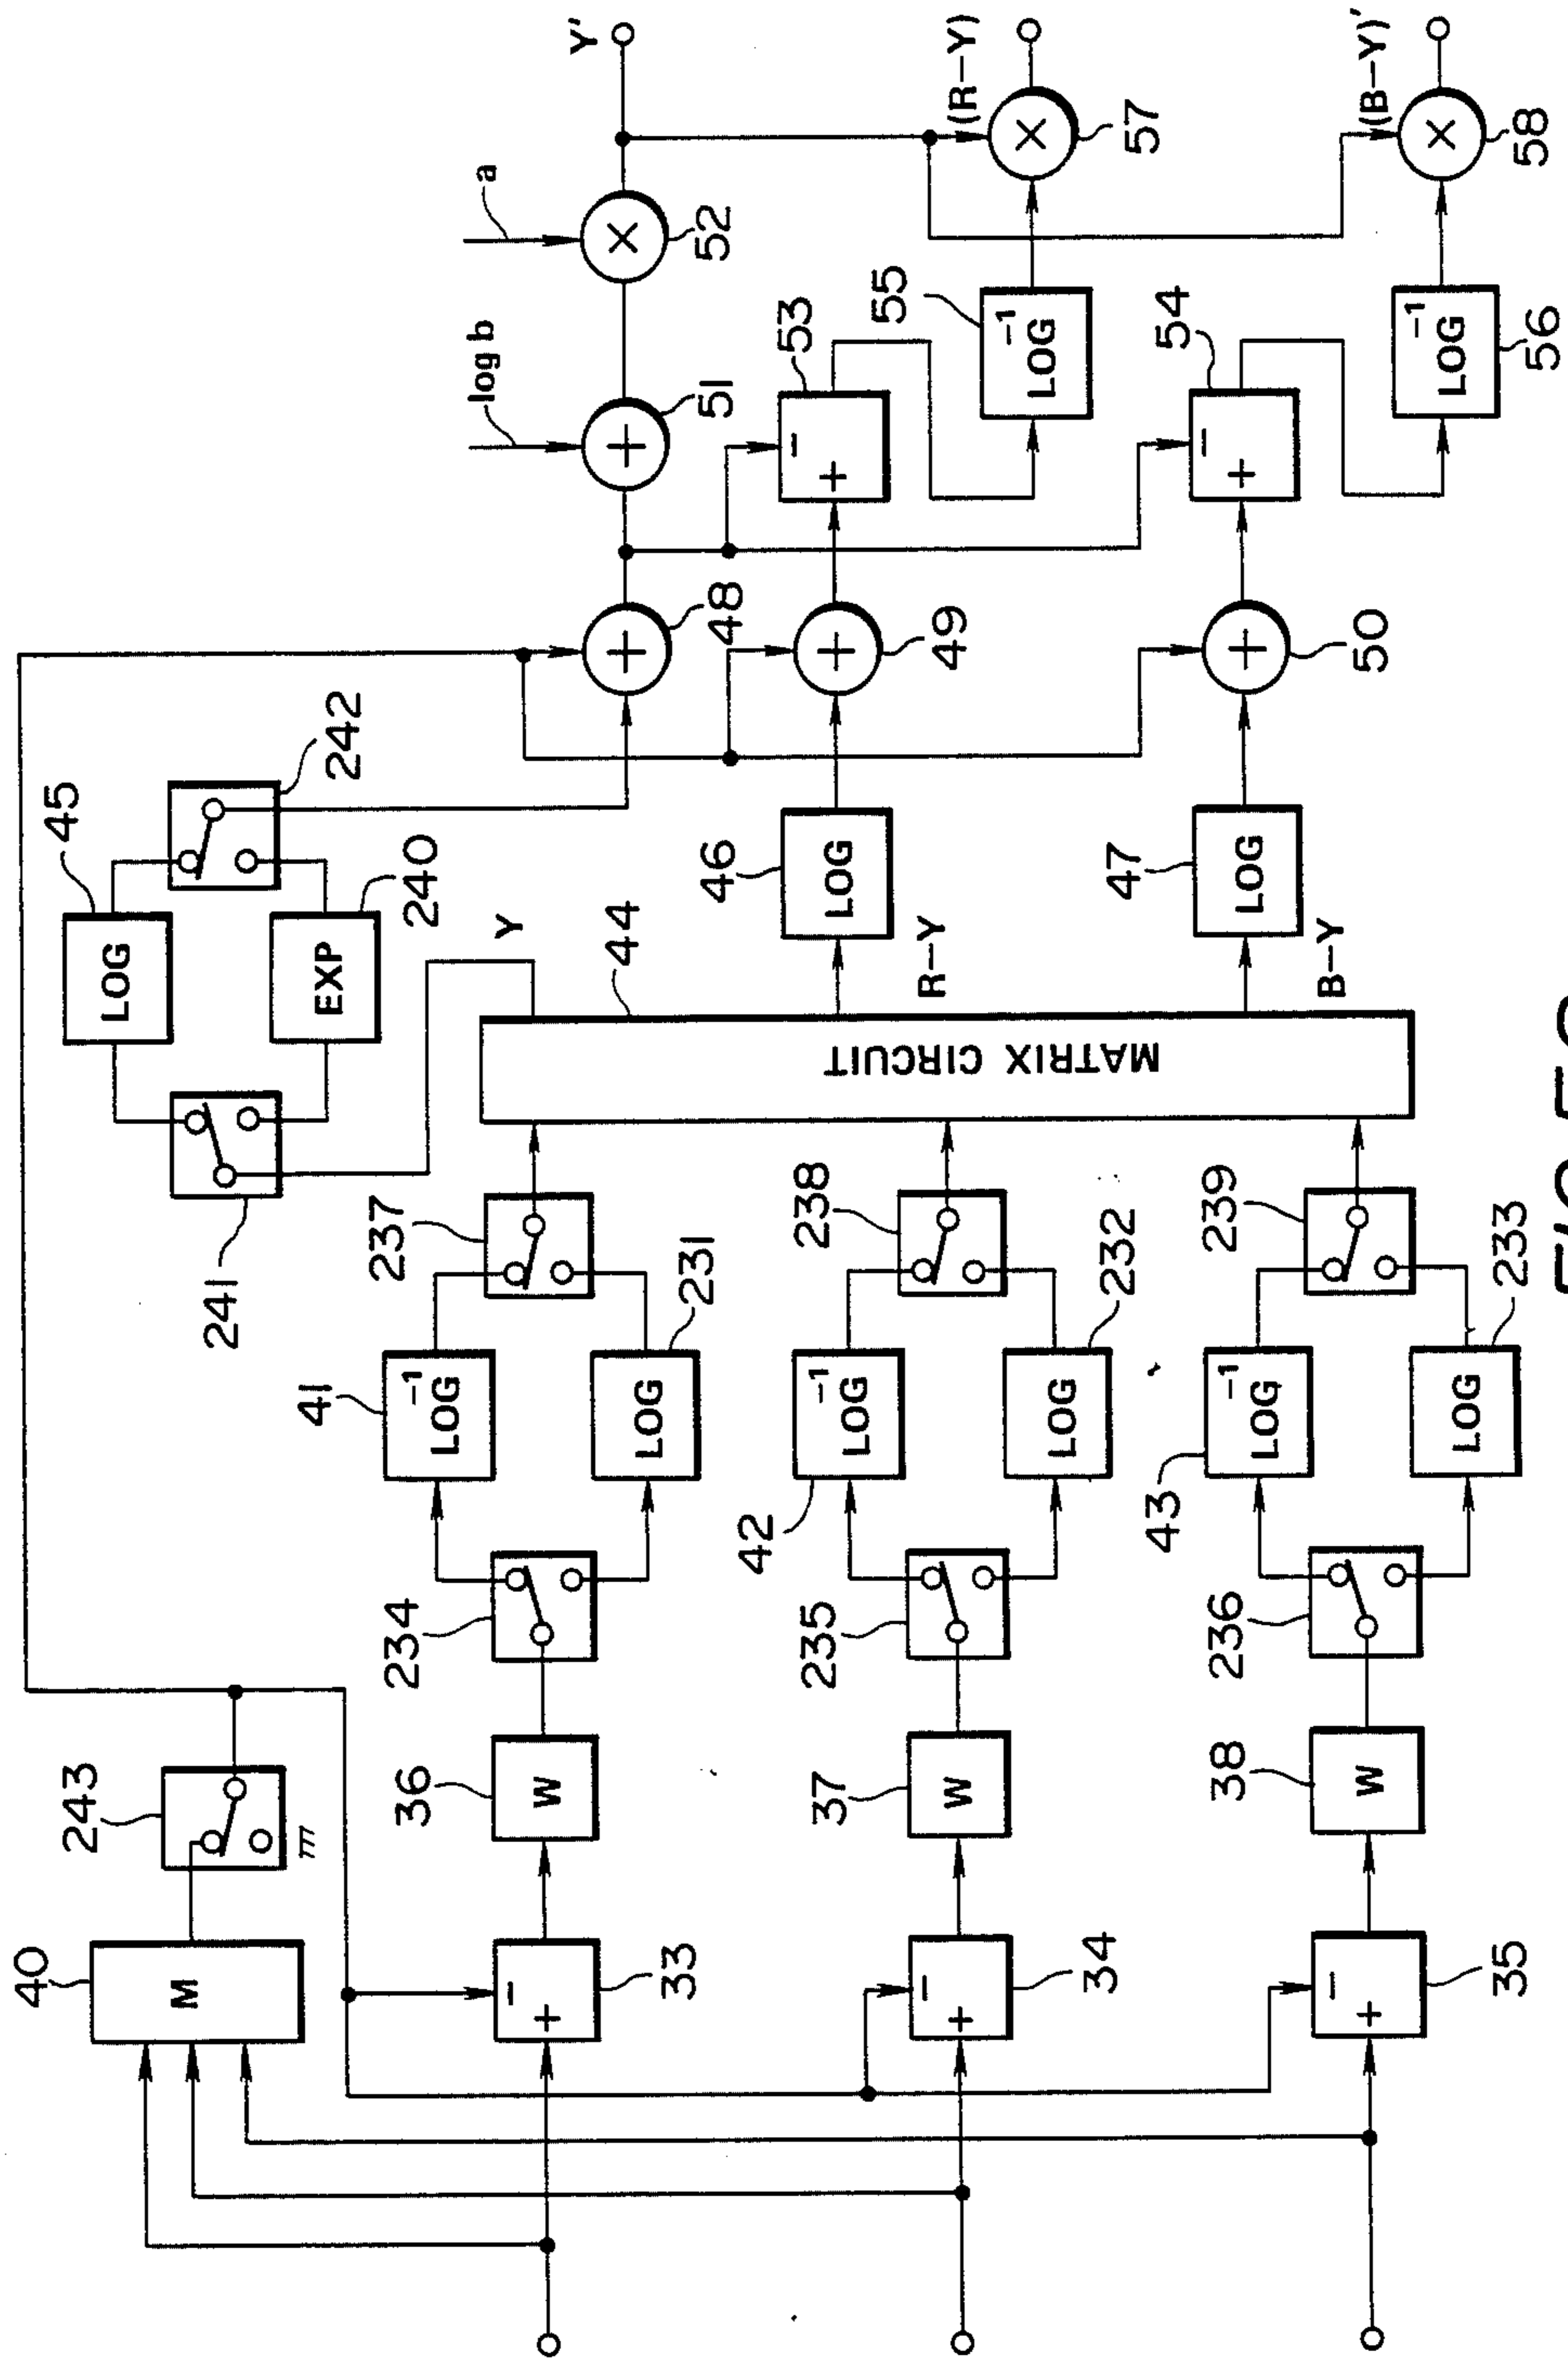 40
M
243
241
45
LOG
EXP
240
242
−
+
33
36
W
234
41
LOG⁻¹
LOG
231
237
Y
44
MATRIX CIRCUIT
+
48
log b
+
51
a
×
52
Y'
−
+
34
37
W
235
42
LOG⁻¹
LOG
232
238
R−Y
46
LOG
+
49
53
−
+
55
LOG⁻¹
×
57
(R−Y)
−
+
35
38
W
236
43
LOG⁻¹
LOG
233
239
B−Y
47
LOG
+
50
54
−
+
LOG⁻¹
56
×
58
(B−Y)'